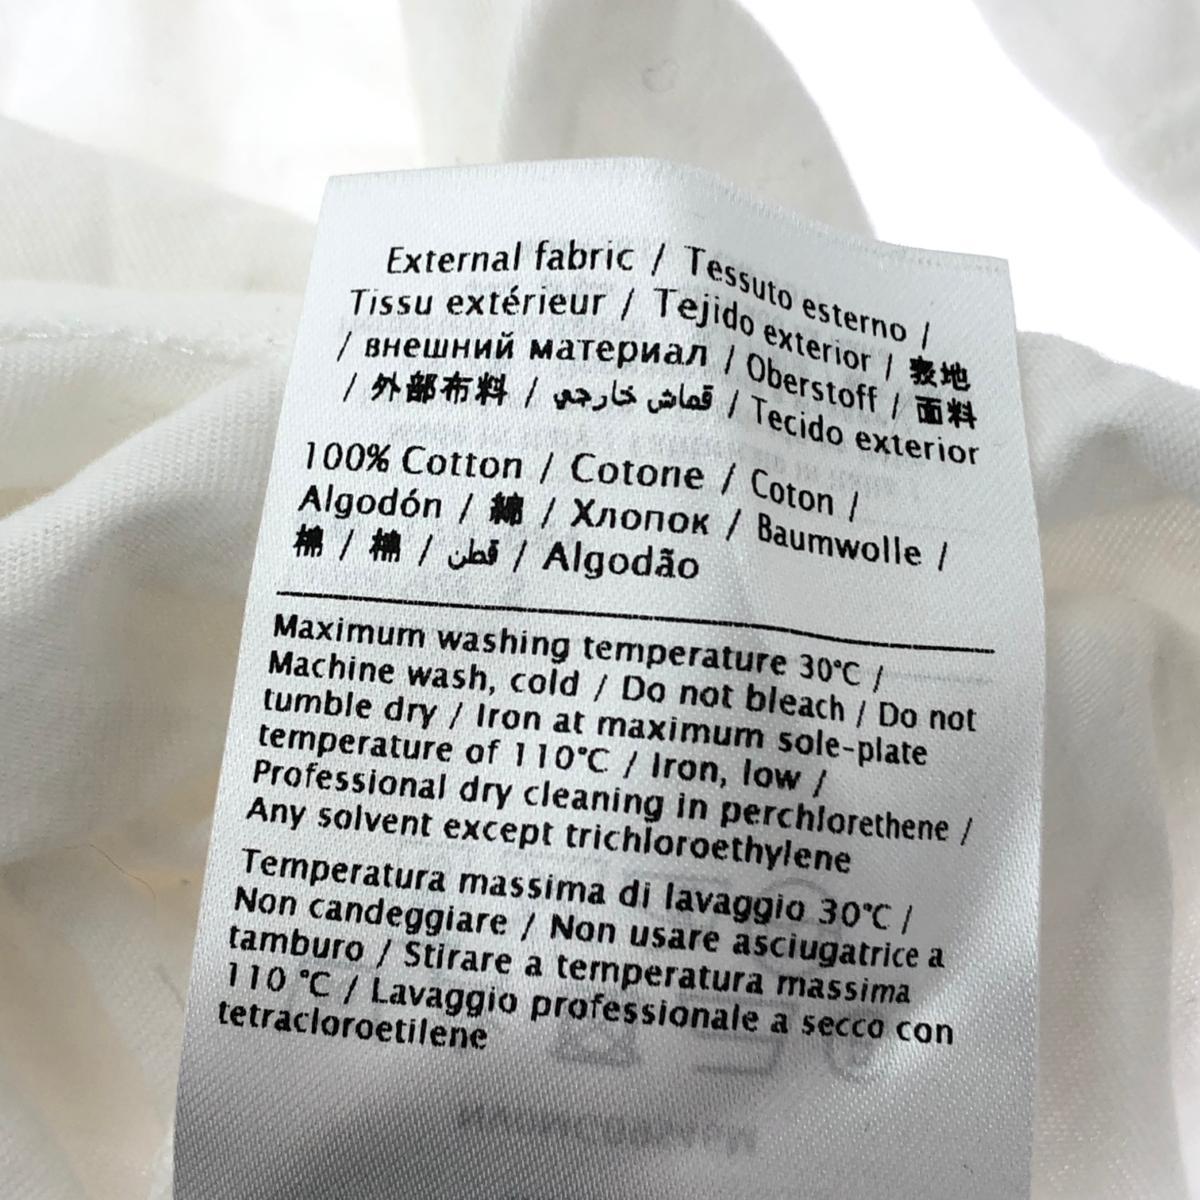 External fabric / Tessuto esterno /
Tissu extérieur / Tejido exterior / 表地
/ внешний материал / Oberstoff / 面料
/ 外部布料 / قماش خارجي / Tecido exterior
100% Cotton / Cotone / Coton /
Algodón / 綿 / Хлопок / Baumwolle /
棉 / 棉 / قطن / Algodão
Maximum washing temperature 30°C /
Machine wash, cold / Do not bleach / Do not
tumble dry / Iron at maximum sole-plate
temperature of 110°C / Iron, low /
Professional dry cleaning in perchlorethene /
Any solvent except trichloroethylene
Temperatura massima di lavaggio 30°C /
Non candeggiare / Non usare asciugatrice a
tamburo / Stirare a temperatura massima
110 °C / Lavaggio professionale a secco con
tetracloroetilene